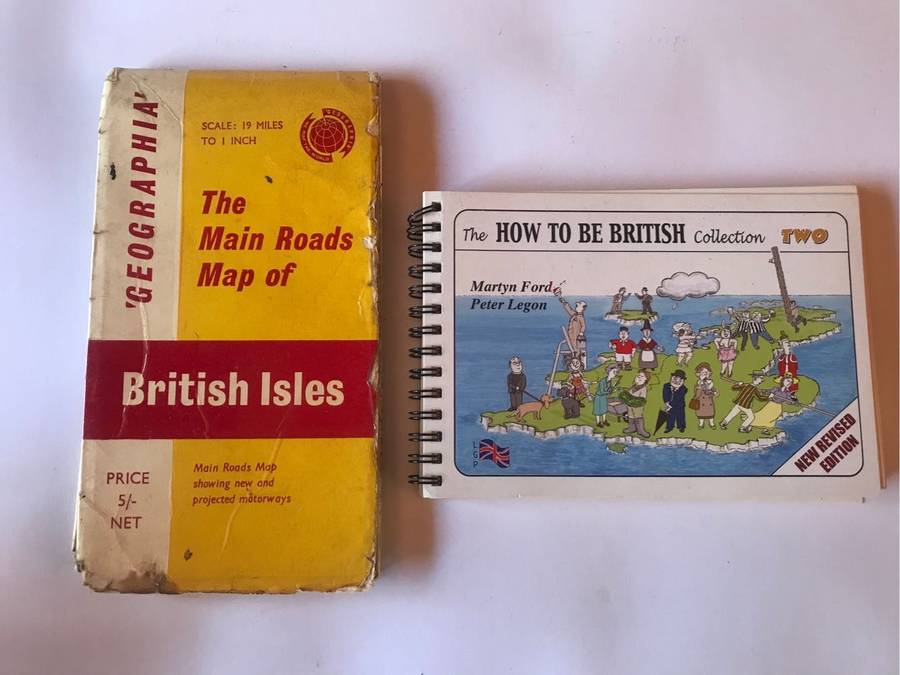 'GEOGRAPHIA'
SCALE: 19 MILES
TO 1 INCH
The
Main Roads
Map of
British Isles
PRICE
5/-
NET
Main Roads Map
showing new and
projected motorways
The HOW TO BE BRITISH Collection TWO
Martyn Ford
Peter Legon
LGP
NEW REVISED
EDITION